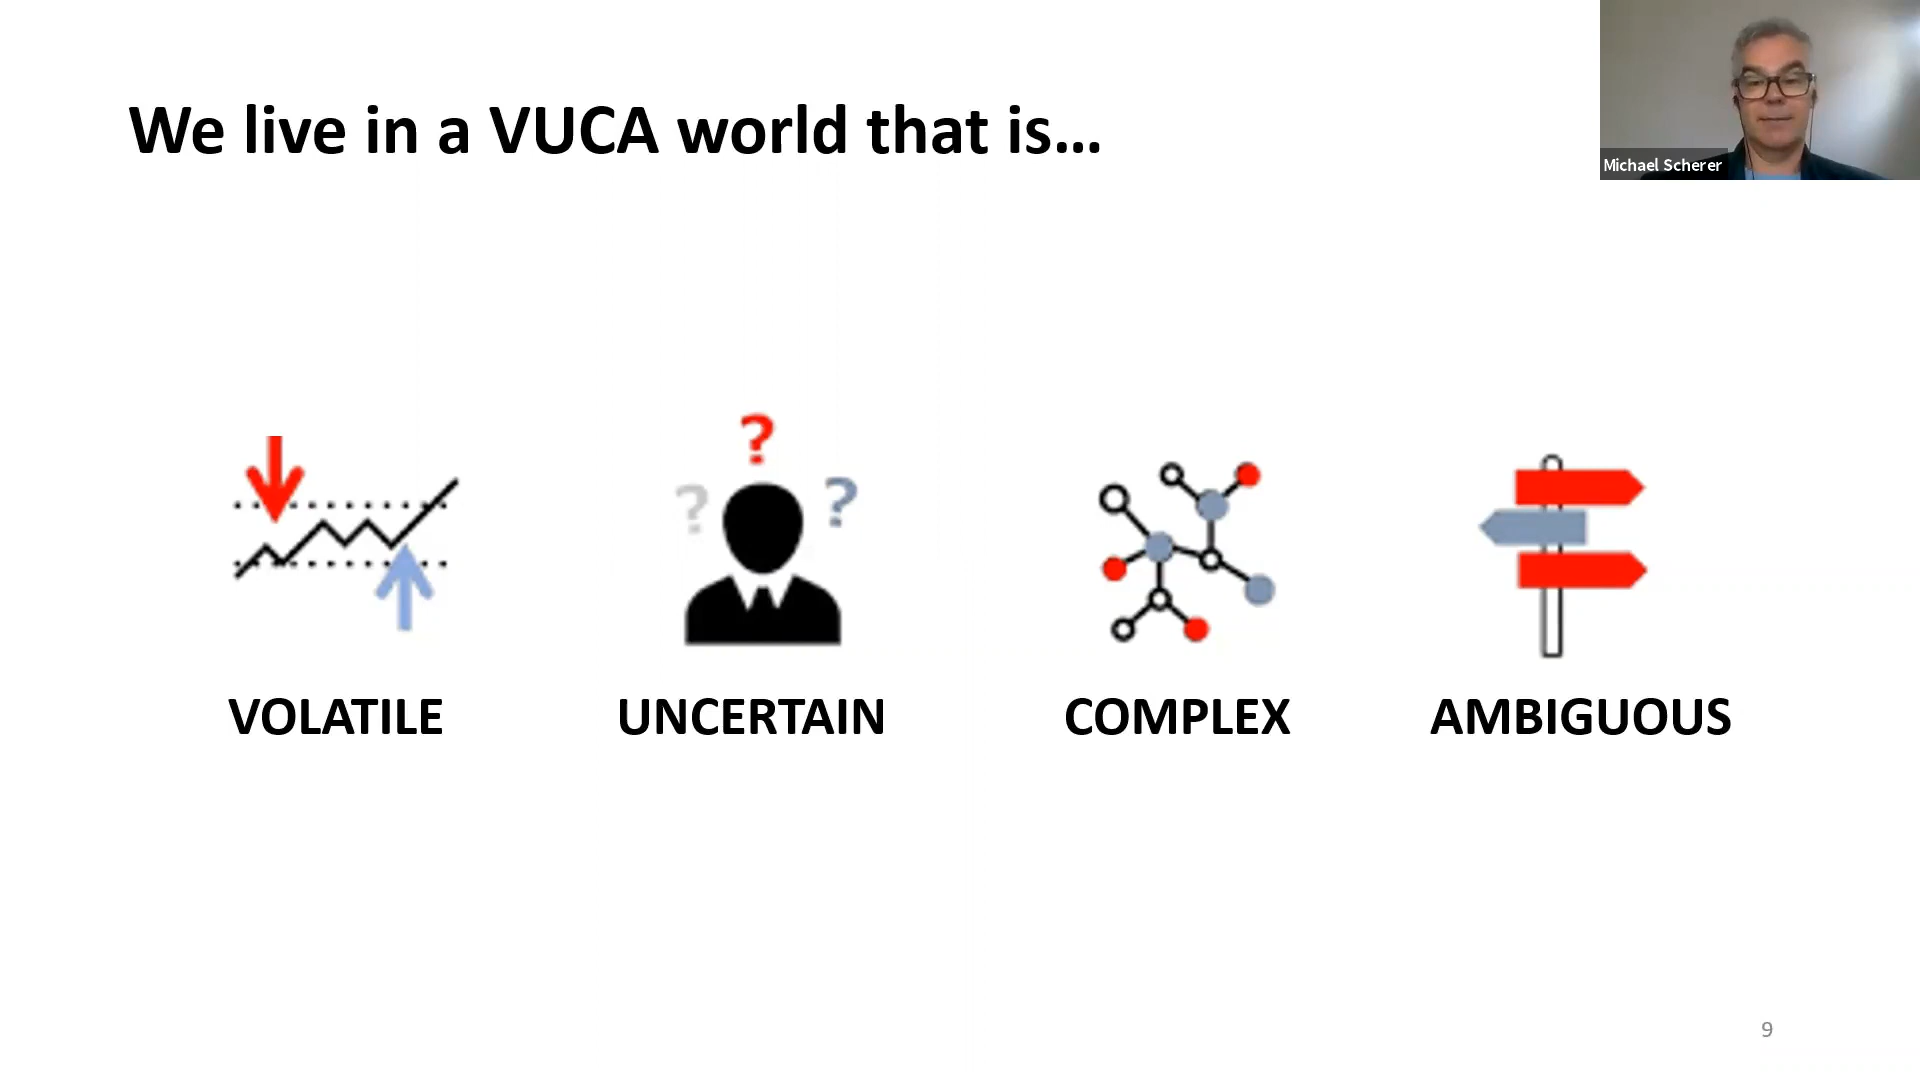 We live in a VUCA world that is...
Michael Scherer
?
? ?
VOLATILE UNCERTAIN COMPLEX AMBIGUOUS
9